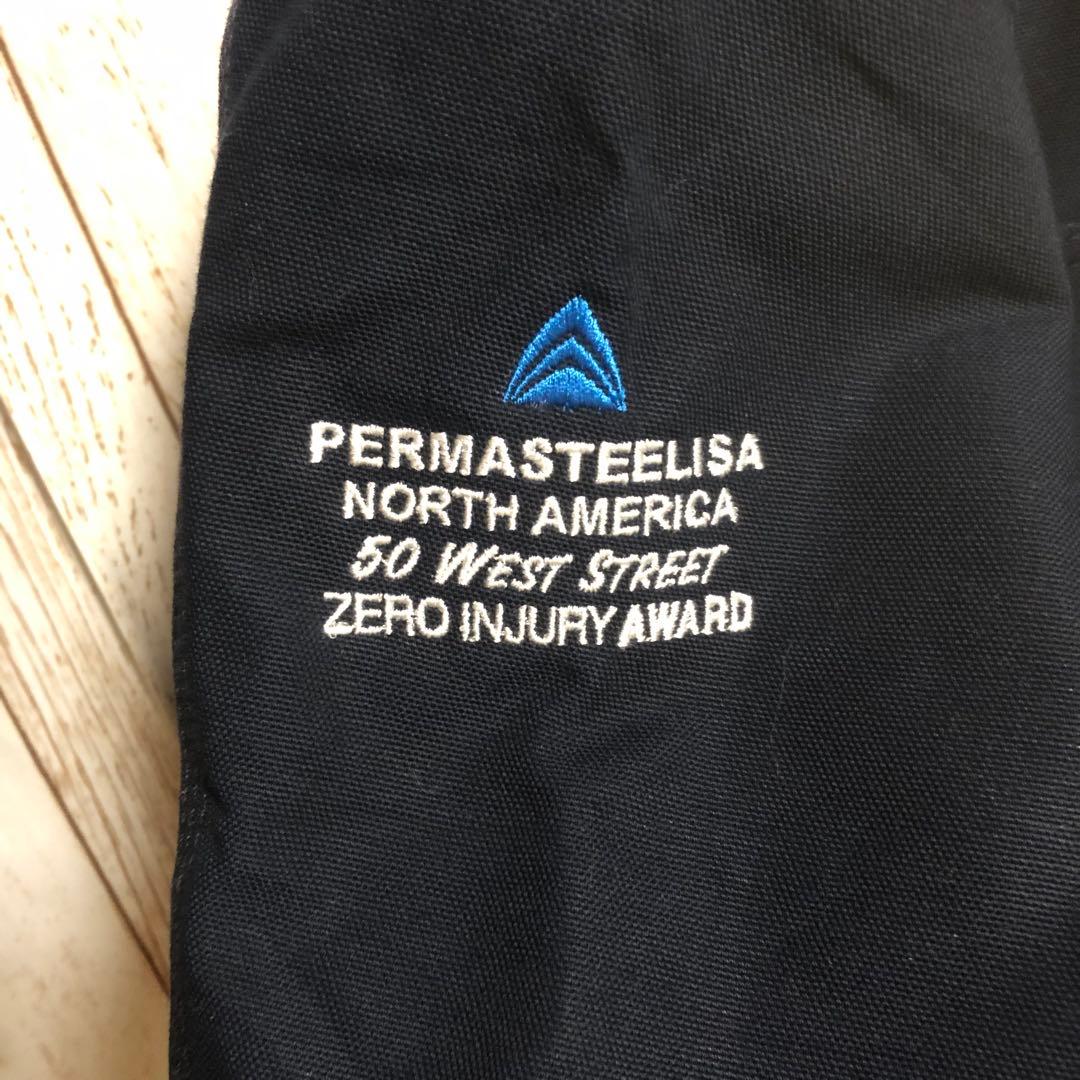 PERMASTEELISA
NORTH AMERICA
50 WEST STREET
ZERO INJURY AWARD